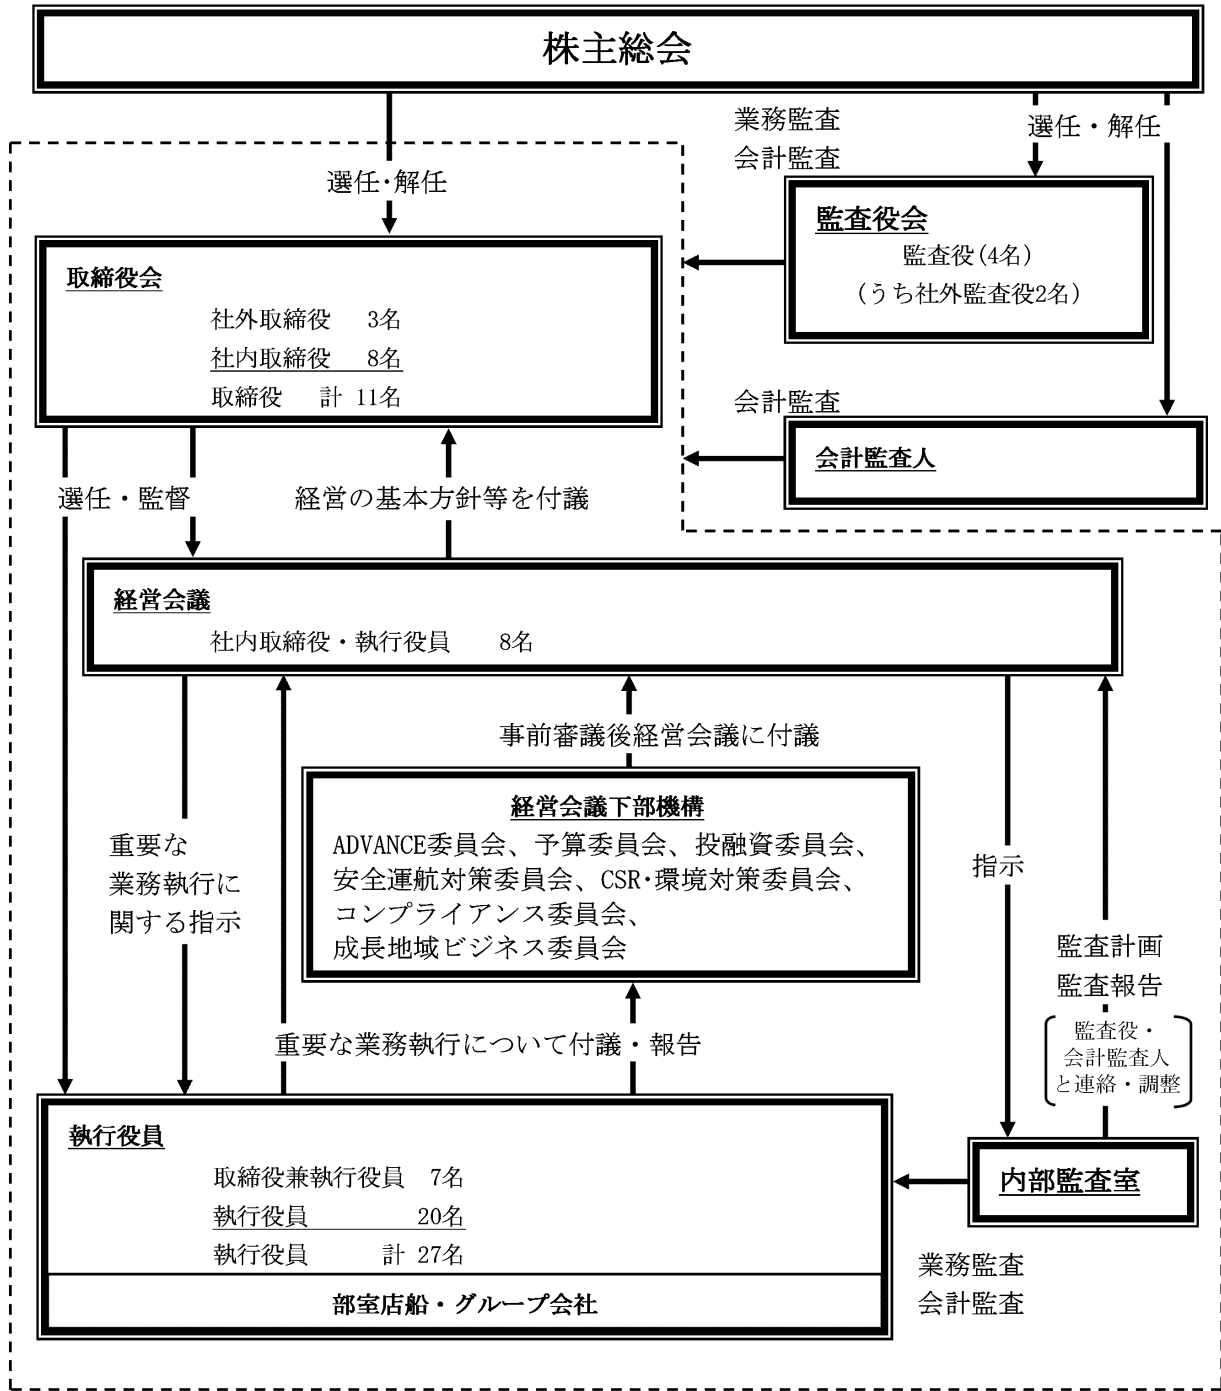 株主総会
選任・解任
業務監査
会計監査
選任・解任
監査役会
監査役(4名)
(うち社外監査役2名)
取締役会
社外取締役 3名
社内取締役 8名
取締役 計 11名
会計監査
会計監査人
選任・監督
経営の基本方針等を付議
経営会議
社内取締役・執行役員 8名
事前審議後経営会議に付議
経営会議下部機構
ADVANCE委員会、予算委員会、投融資委員会、
安全運航対策委員会、CSR・環境対策委員会、
コンプライアンス委員会、
成長地域ビジネス委員会
重要な
業務執行に
関する指示
指示
監査計画
監査報告
監査役・
会計監査人
と連絡・調整
重要な業務執行について付議・報告
執行役員
取締役兼執行役員 7名
執行役員 20名
執行役員 計 27名
部室店船・グループ会社
内部監査室
業務監査
会計監査